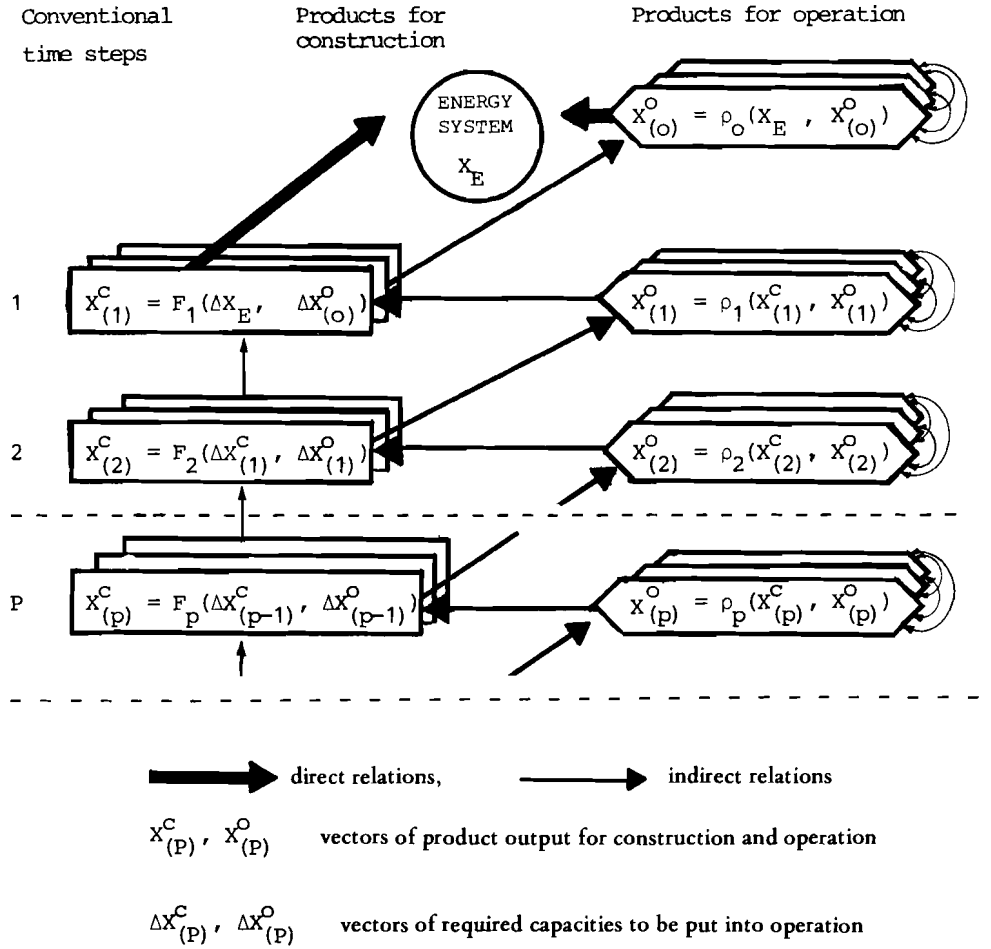 Conventional
time steps
Products for
construction
Products for operation
ENERGY
SYSTEM
X_E
X^O_(o) = ρ_o(X_E , X^O_(o))
1
X^C_(1) = F_1(ΔX_E, ΔX^O_(o))
X^O_(1) = ρ_1(X^C_(1), X^O_(1))
2
X^C_(2) = F_2(ΔX^C_(1), ΔX^O_(1))
X^O_(2) = ρ_2(X^C_(2), X^O_(2))
P
X^C_(p) = F_p(ΔX^C_(p-1), ΔX^O_(p-1))
X^O_(p) = ρ_p(X^C_(p), X^O_(p))
direct relations,
indirect relations
X^C_(P), X^O_(P) vectors of product output for construction and operation
ΔX^C_(P), ΔX^O_(P) vectors of required capacities to be put into operation